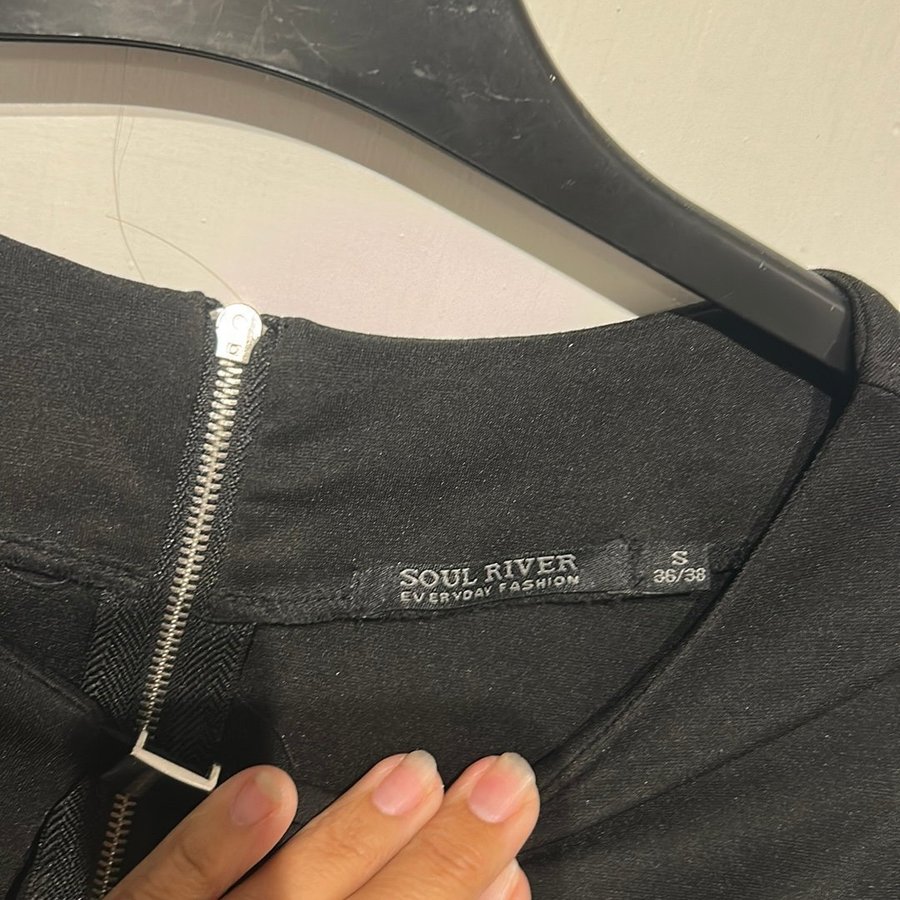 SOUL RIVER
EVERYDAY FASHION
S
36/38